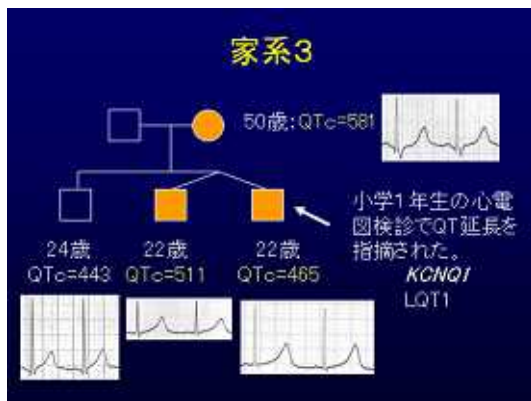 家系3
50歳:QTc=581
小学1年生の心電
図検診でQT延長を
指摘された。
KCNQ1
LQT1
24歳
QTc=443
22歳
QTc=511
22歳
QTc=465